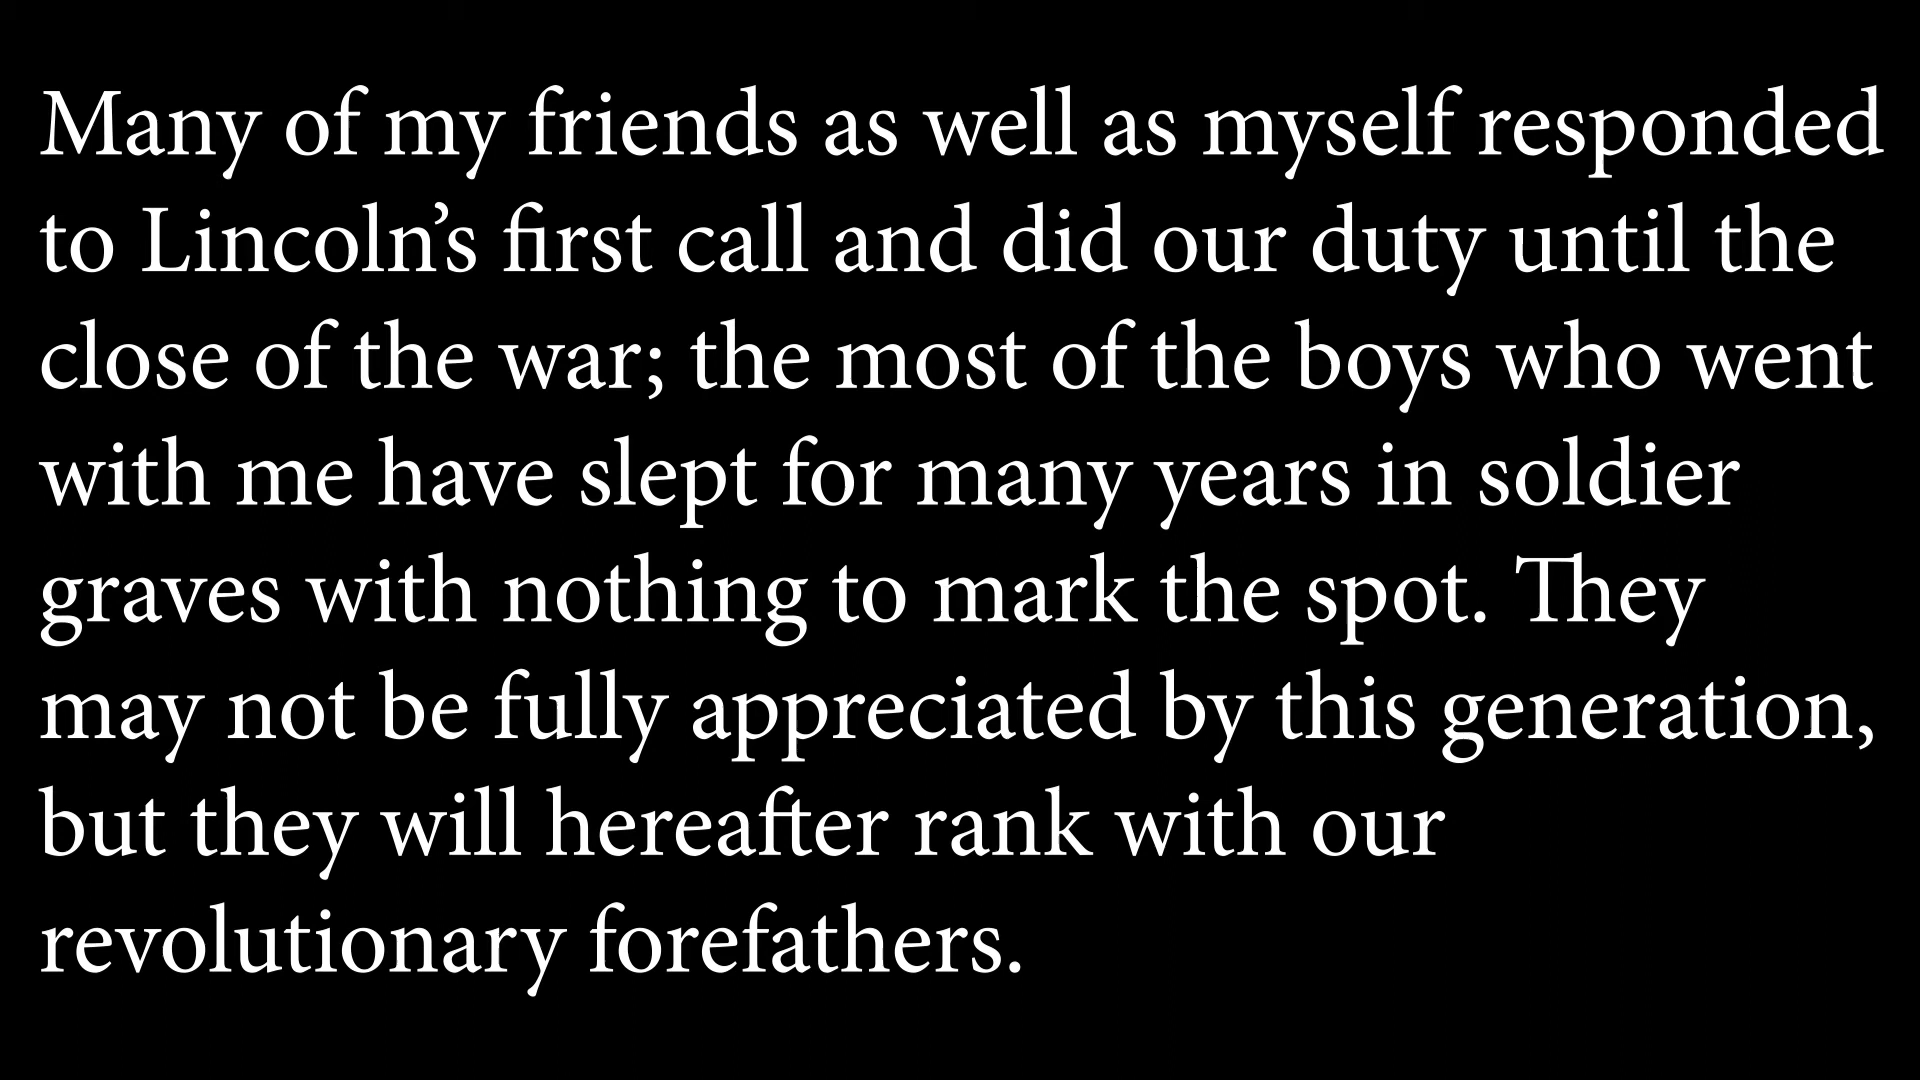 Many of my friends as well as myself responded
to Lincoln’s first call and did our duty until the
close of the war; the most of the boys who went
with me have slept for many years in soldier
graves with nothing to mark the spot. They
may not be fully appreciated by this generation,
but they will hereafter rank with our
revolutionary forefathers.